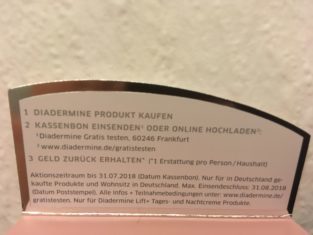 1 DIADERMINE PRODUKT KAUFEN
2 KASSENBON EINSENDEN¹ ODER ONLINE HOCHLADEN²:
¹Diadermine Gratis testen, 60246 Frankfurt
²www.diadermine.de/gratistesten
3 GELD ZURÜCK ERHALTEN* (*1 Erstattung pro Person/Haushalt)
Aktionszeitraum bis 31.07.2018 (Datum Kassenbon). Nur für in Deutschland ge-
kaufte Produkte und Wohnsitz in Deutschland. Max. Einsendeschluss: 31.08.2018
(Datum Poststempel). Alle Infos + Teilnahmebedingungen unter: www.diadermine.de/
gratistesten. Nur für Diadermine Lift+ Tages- und Nachtcreme Produkte.